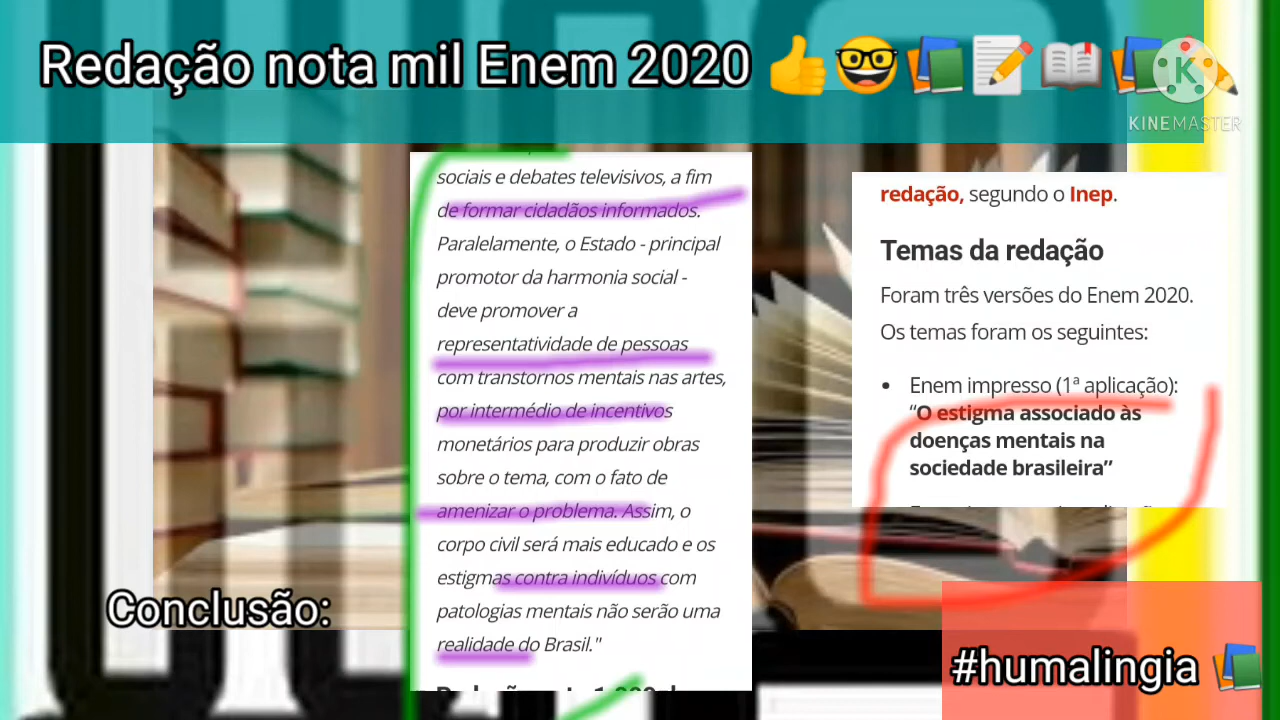 Redação nota mil Enem 2020
KINEMASTER
sociais e debates televisivos, a fim
de formar cidadãos informados.
Paralelamente, o Estado - principal
promotor da harmonia social -
deve promover a
representatividade de pessoas
com transtornos mentais nas artes,
por intermédio de incentivos
monetários para produzir obras
sobre o tema, com o fato de
amenizar o problema. Assim, o
corpo civil será mais educado e os
estigmas contra indivíduos com
patologias mentais não serão uma
realidade do Brasil."
redação, segundo o Inep.
Temas da redação
Foram três versões do Enem 2020.
Os temas foram os seguintes:
• Enem impresso (1ª aplicação):
“O estigma associado às
doenças mentais na
sociedade brasileira”
Conclusão:
#humalingia